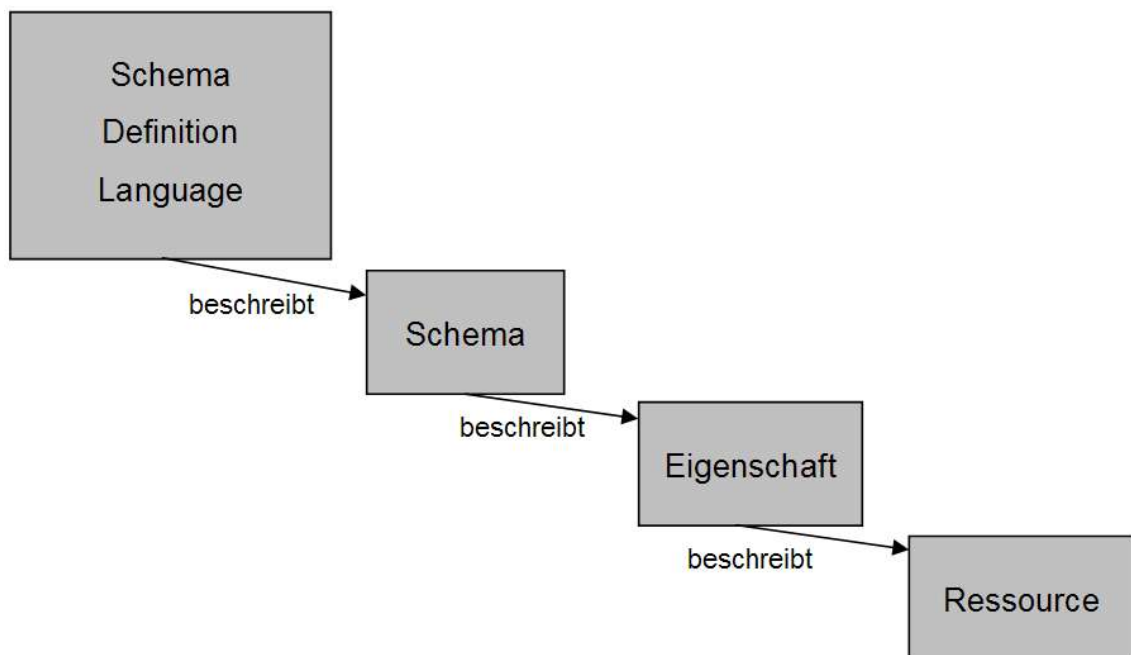 Schema
Definition
Language
beschreibt
Schema
beschreibt
Eigenschaft
beschreibt
Ressource